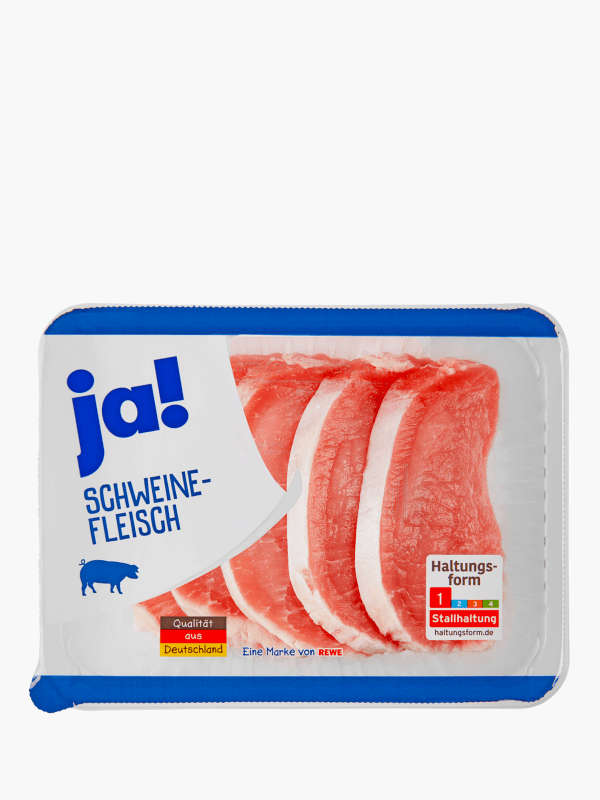 ja!
SCHWEINE-
FLEISCH
Haltungs-
form
1 2 3 4
Stallhaltung
haltungsform.de
Qualität
aus
Deutschland
Eine Marke von REWE